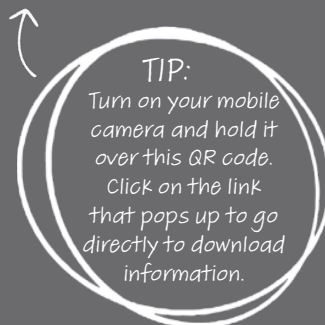 TIP:
Turn on your mobile
camera and hold it
over this QR code.
Click on the link
that pops up to go
directly to download
information.